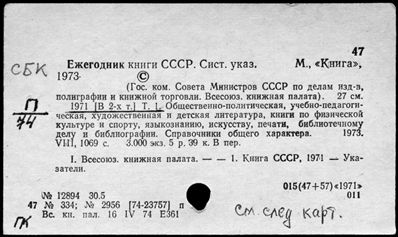 47
СБК
Ежегодник книги СССР. Сист. указ. М., «Книга»,
1973 ©
(Гос. ком. Совета Министров СССР по делам изд-в,
полиграфии и книжной торговли. Всесоюз. книжная палата). 27 см.
П/74
1971 [В 2-х т.] Т. 1. Общественно-политическая, учебно-педагоги-
ческая, художественная и детская литература, книги по физической
культуре и спорту, языкознанию, искусству, печати, библиотечному
делу и библиографии. Справочники общего характера. 1973.
VIII, 1069 с. 3.000 экз. 5 р. 39 к. В пер.
I. Всесоюз. книжная палата. — — 1. Книга СССР, 1971 — Ука-
затели.
015(47+57)«1971»
№ 12894 30.5 011
47 № 334; № 2956 [74-23757] п
Вс. кн. пал. 16 IV 74 Е361
ГК
см. след карт.